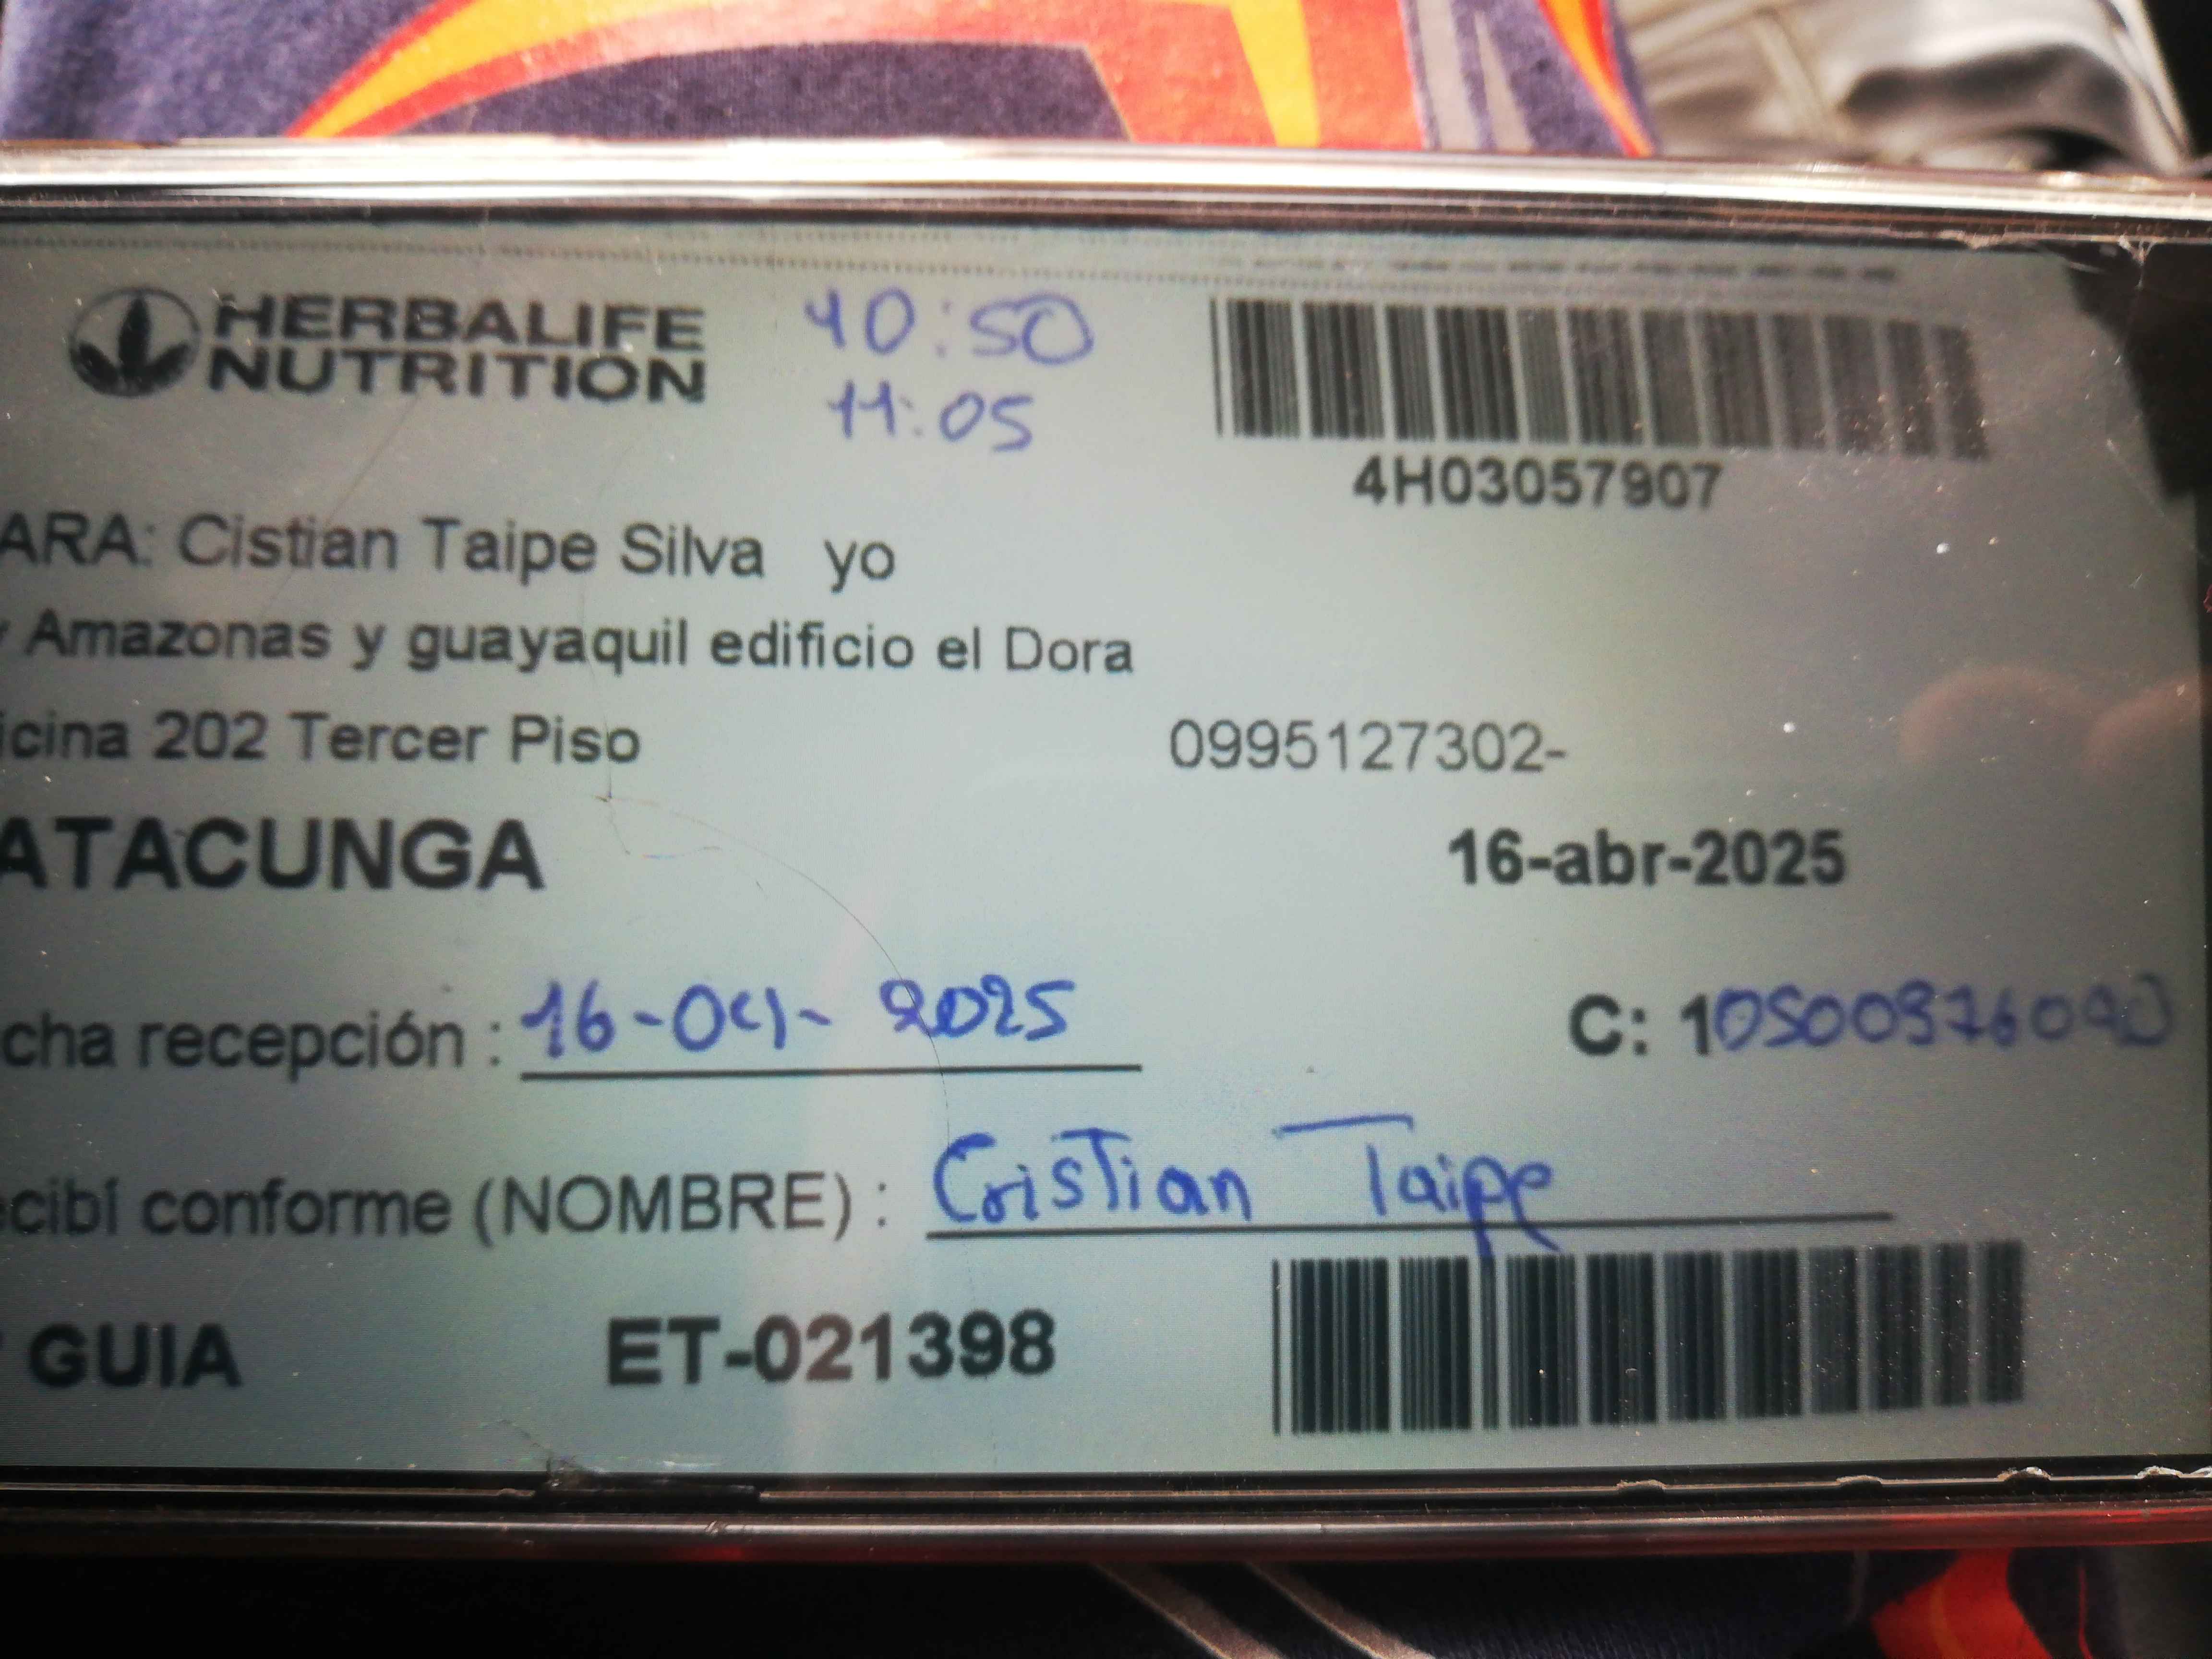 HERBALIFE
NUTRITION
10:50
11:05
4H03057907
ARA: Cistian Taipe Silva yo
Amazonas y guayaquil edificio el Dora
icina 202 Tercer Piso
0995127302-
ATACUNGA
16-abr-2025
cha recepción : 16-04-2025
C: 1
cibí conforme (NOMBRE) : Cristian Taipe
GUIA ET-021398